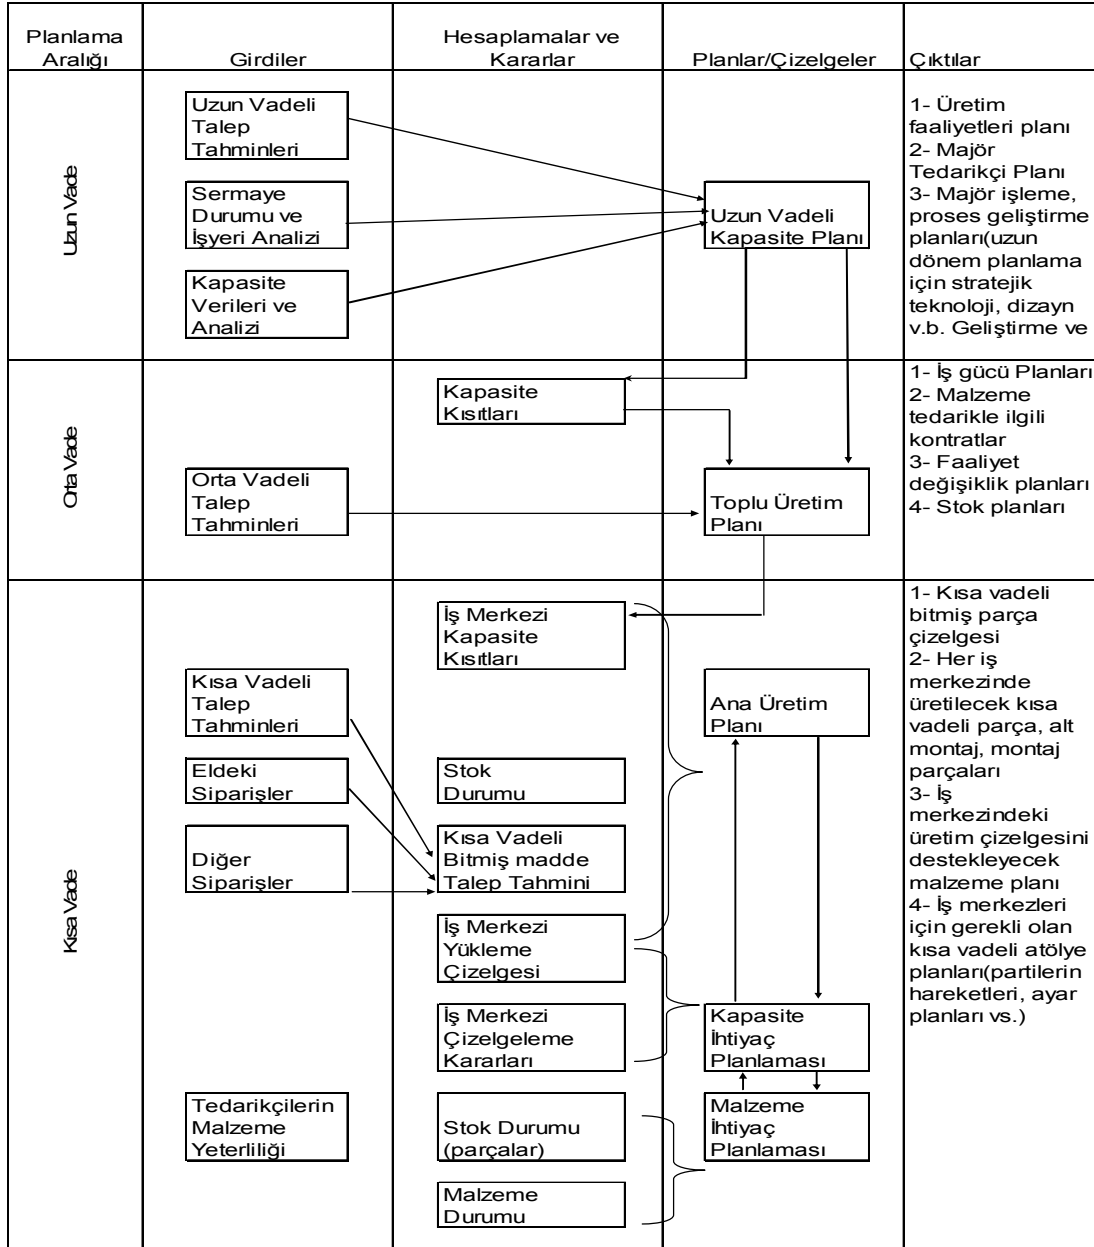 Planlama
Aralığı
Girdiler
Hesaplamalar ve
Kararlar
Planlar/Çizelgeler
Çıktılar
Uzun Vade
Uzun Vadeli
Talep
Tahminleri
Sermaye
Durumu ve
İşyeri Analizi
Kapasite
Verileri ve
Analizi
Uzun Vadeli
Kapasite Planı
1- Üretim
faaliyetleri planı
2- Majör
Tedarikçi Planı
3- Majör işleme,
proses geliştirme
planları(uzun
dönem planlama
için stratejik
teknoloji, dizayn
v.b. Geliştirme ve
Orta Vade
Orta Vadeli
Talep
Tahminleri
Kapasite
Kısıtları
Toplu Üretim
Planı
1- İş gücü Planları
2- Malzeme
tedarikle ilgili
kontratlar
3- Faaliyet
değişiklik planları
4- Stok planları
Kısa Vade
Kısa Vadeli
Talep
Tahminleri
Eldeki
Siparişler
Diğer
Siparişler
Tedarikçilerin
Malzeme
Yeterliliği
İş Merkezi
Kapasite
Kısıtları
Stok
Durumu
Kısa Vadeli
Bitmiş madde
Talep Tahmini
İş Merkezi
Yükleme
Çizelgesi
İş Merkezi
Çizelgeleme
Kararları
Stok Durumu
(parçalar)
Malzeme
Durumu
Ana Üretim
Planı
Kapasite
İhtiyaç
Planlaması
Malzeme
İhtiyaç
Planlaması
1- Kısa vadeli
bitmiş parça
çizelgesi
2- Her iş
merkezinde
üretilecek kısa
vadeli parça, alt
montaj, montaj
parçaları
3- İş
merkezindeki
üretim çizelgesini
destekleyecek
malzeme planı
4- İş merkezleri
için gerekli olan
kısa vadeli atölye
planları(partilerin
hareketleri, ayar
planları vs.)